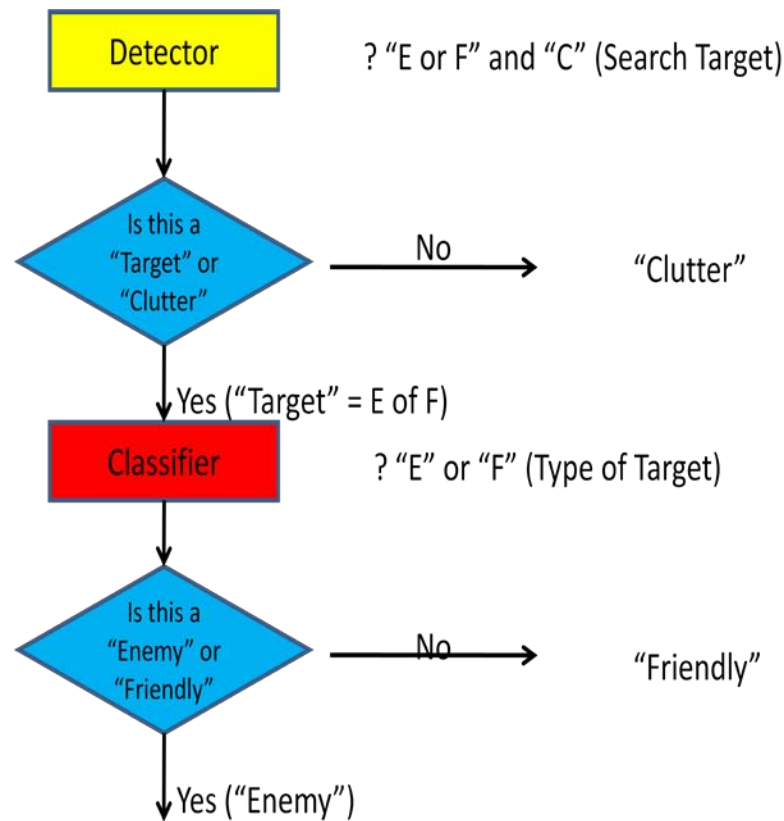 Detector
? “E or F” and “C” (Search Target)
Is this a
“Target” or
“Clutter”
No
“Clutter”
Yes (“Target” = E of F)
Classifier
? “E” or “F” (Type of Target)
Is this a
“Enemy” or
“Friendly”
No
“Friendly”
Yes (“Enemy”)